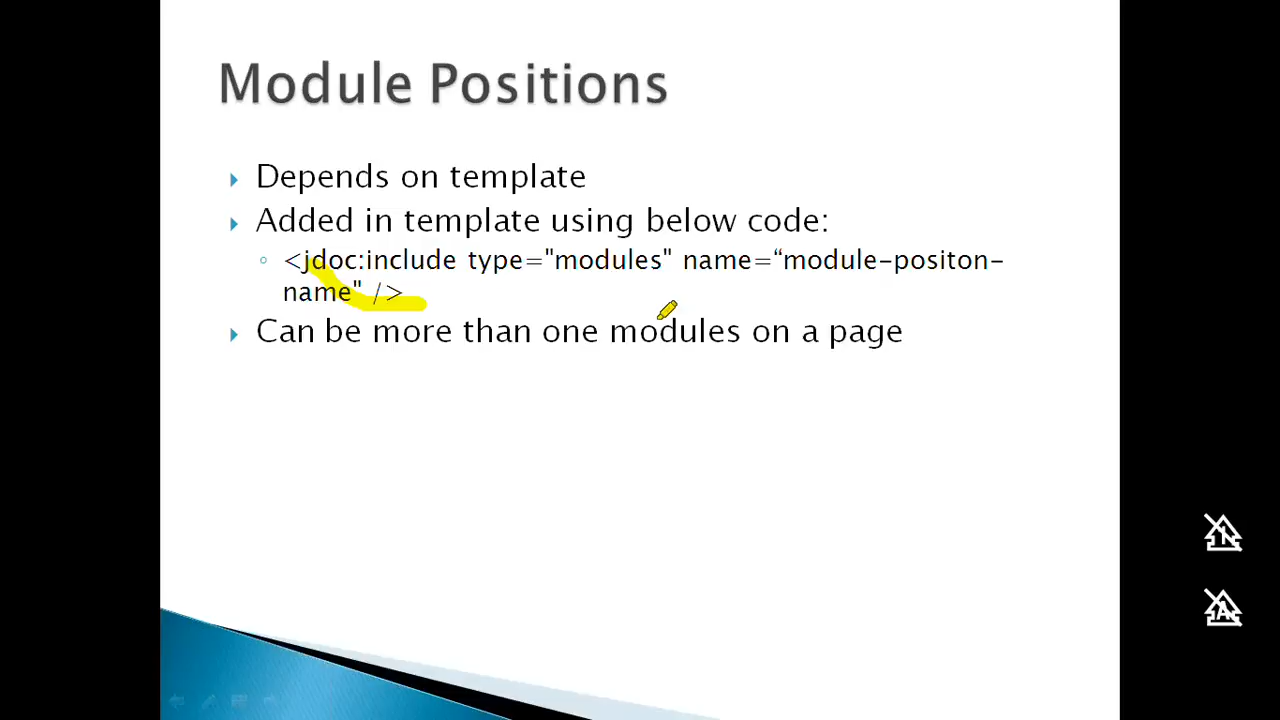 Module Positions
Depends on template
Added in template using below code:
<jdoc:include type="modules" name=“module-positon-
name" />
Can be more than one modules on a page
1
A